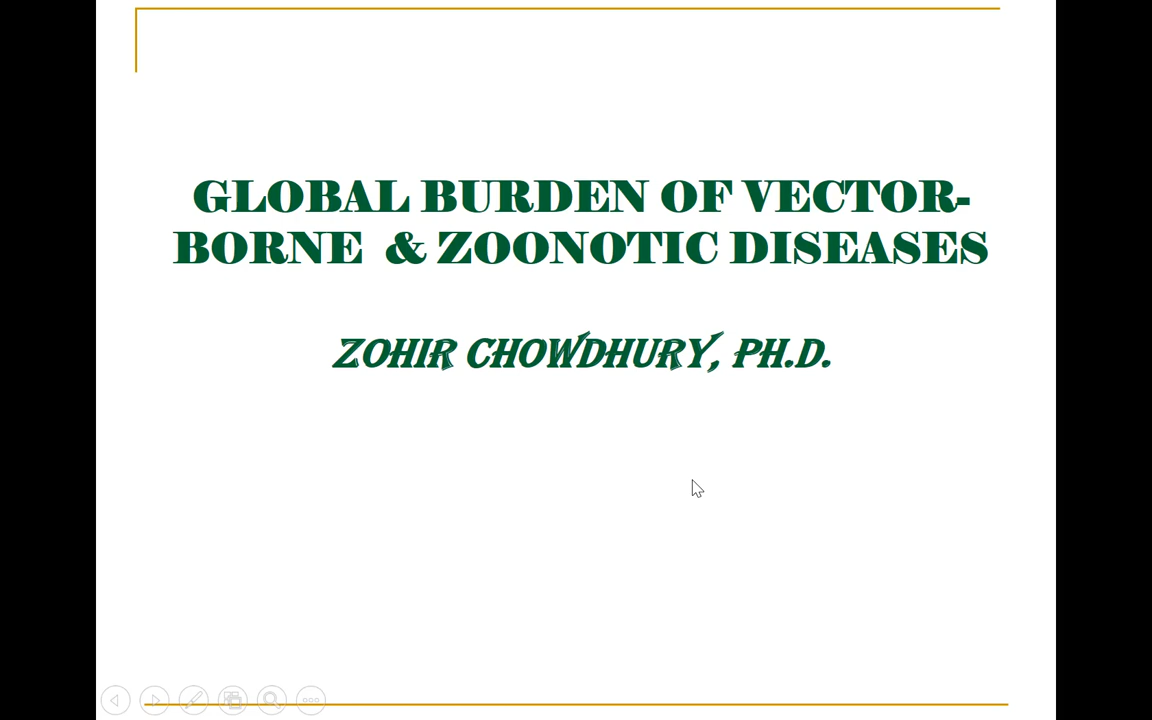 GLOBAL BURDEN OF VECTOR-
BORNE & ZOONOTIC DISEASES
ZOHIR CHOWDHURY, PH.D.